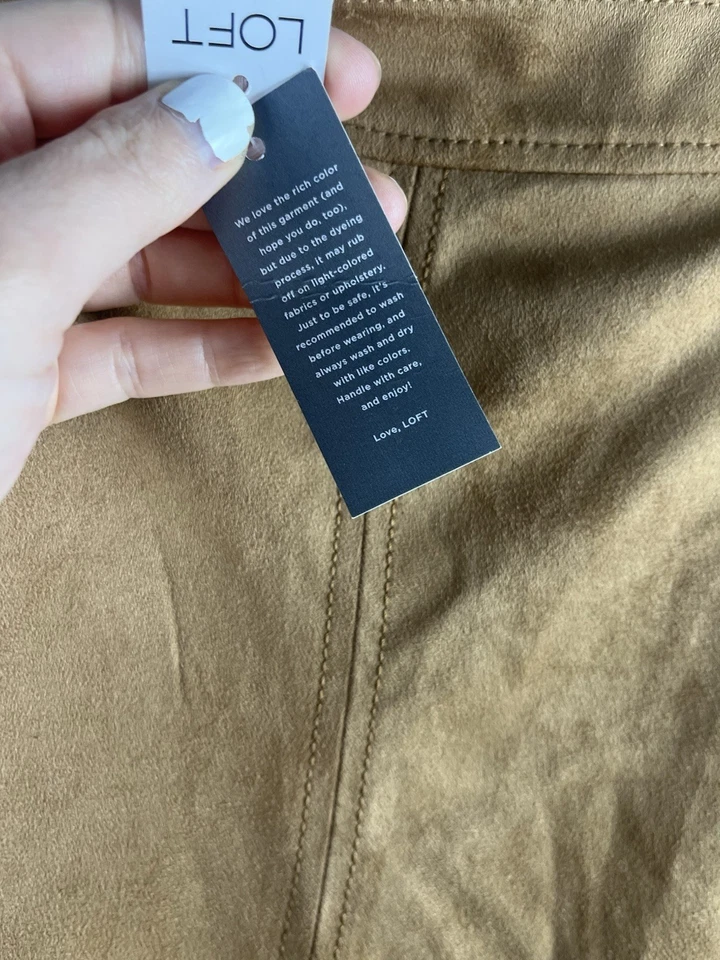 LOFT
We love the rich color
of this garment (and
hope you do, too),
but due to the dyeing
process, it may rub
off on light-colored
fabrics or upholstery.
Just to be safe, it's
recommended to wash
before wearing, and
always wash and dry
with like colors.
Handle with care,
and enjoy!
Love, LOFT